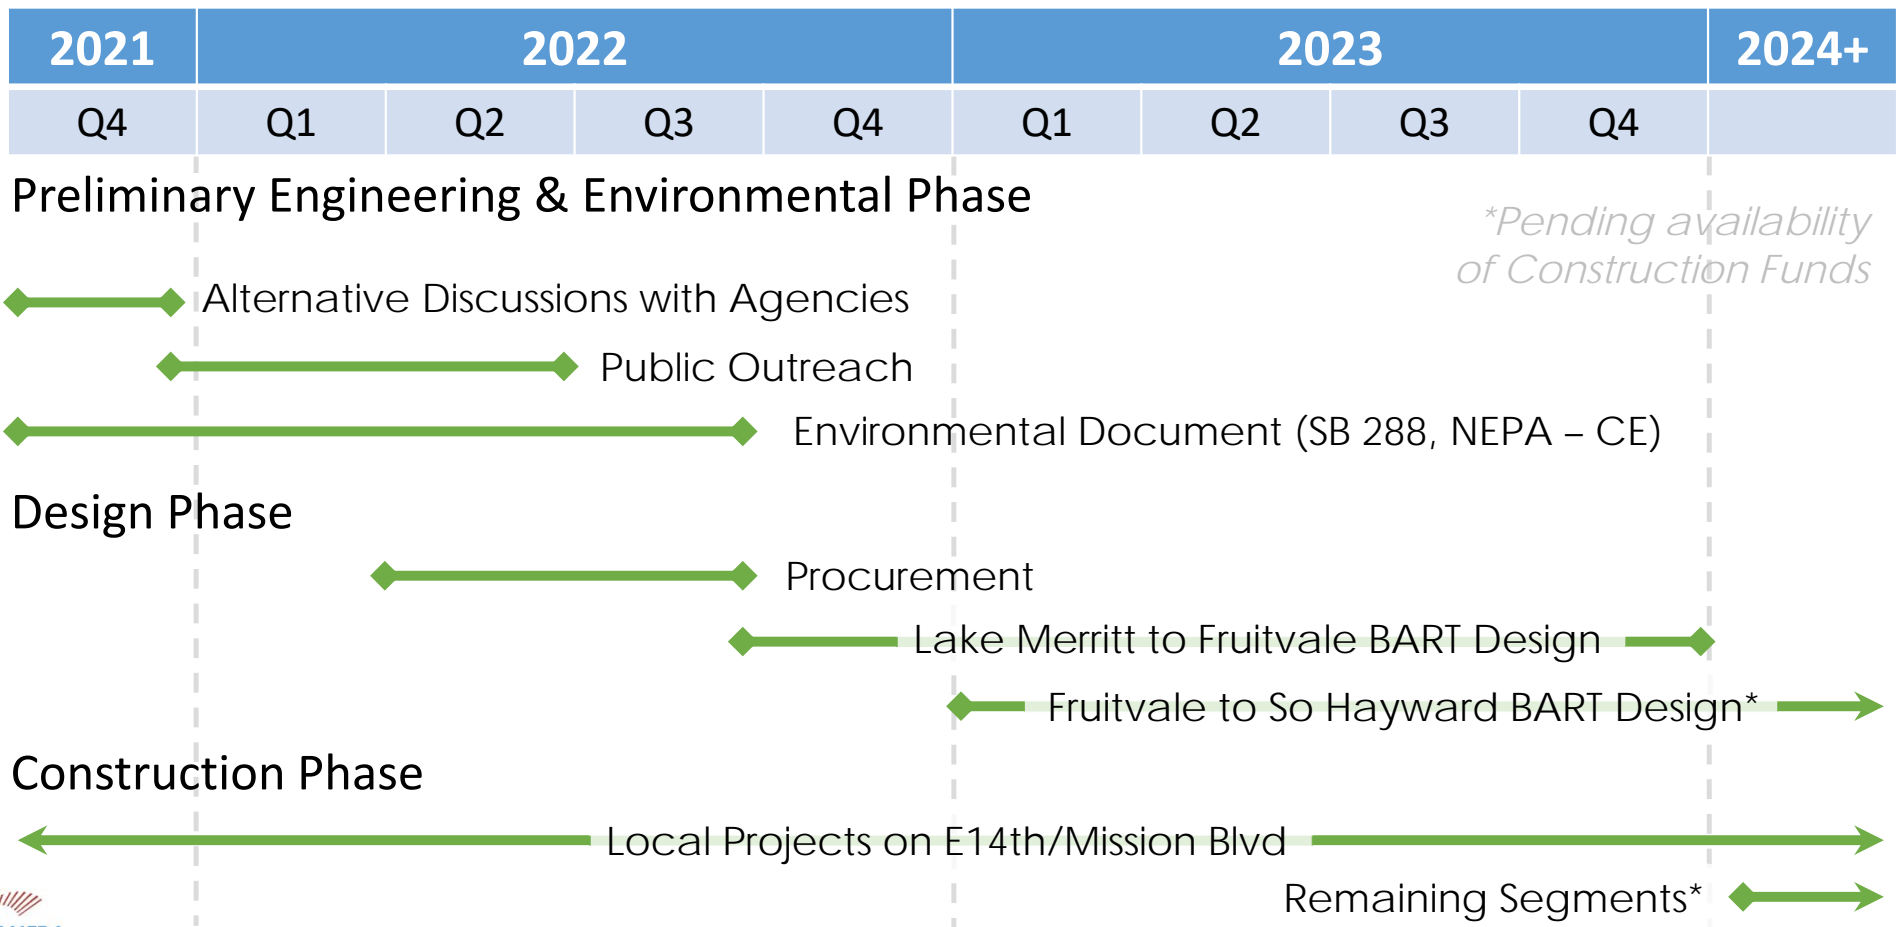 2021 2022 2023 2024+
Q4 Q1 Q2 Q3 Q4 Q1 Q2 Q3 Q4
Preliminary Engineering & Environmental Phase
*Pending availability
of Construction Funds
Alternative Discussions with Agencies
Public Outreach
Environmental Document (SB 288, NEPA – CE)
Design Phase
Procurement
Lake Merritt to Fruitvale BART Design
Fruitvale to So Hayward BART Design*
Construction Phase
Local Projects on E14th/Mission Blvd
Remaining Segments*